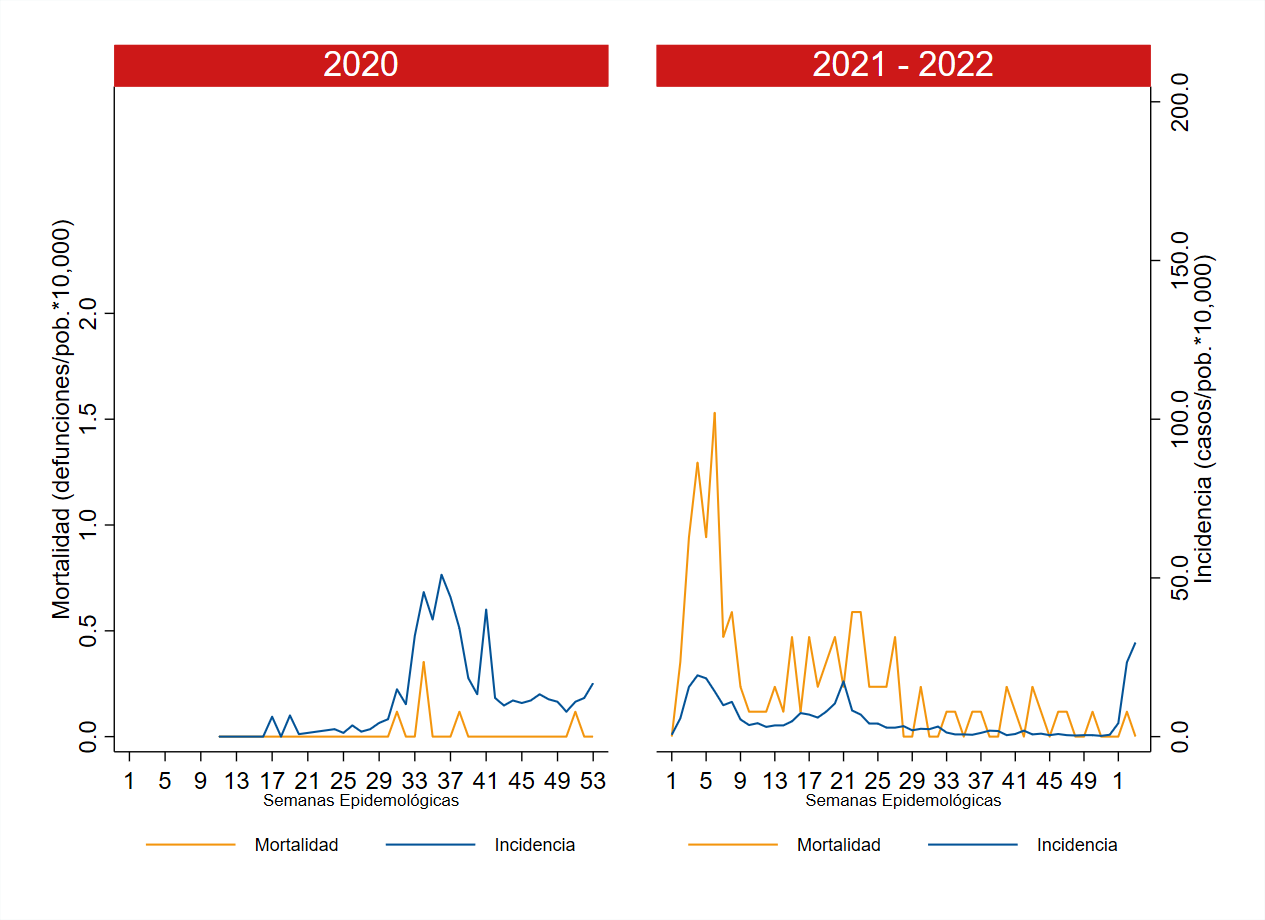 2020
Mortalidad (defunciones/pob.*10,000)
2.0
1.5
1.0
0.5
0.0
1 5 9 13 17 21 25 29 33 37 41 45 49 53
Semanas Epidemológicas
Mortalidad Incidencia
2021 - 2022
200.0
150.0
100.0
50.0
0.0
Incidencia (casos/pob.*10,000)
1 5 9 13 17 21 25 29 33 37 41 45 49 1
Semanas Epidemológicas
Mortalidad Incidencia